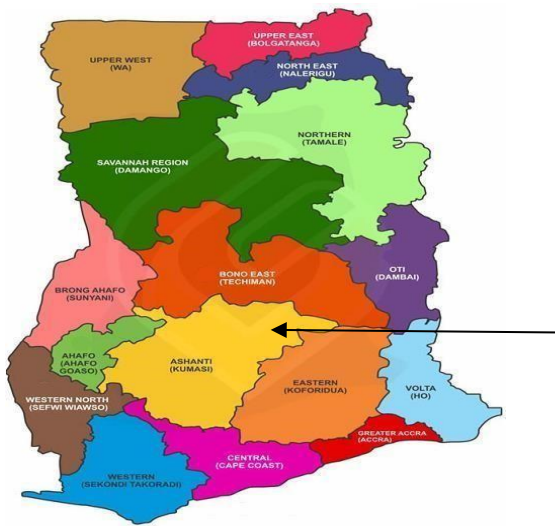 UPPER EAST
(BOLGATANGA)
UPPER WEST
(WA)
NORTH EAST
(NALERIGU)
NORTHERN
(TAMALE)
SAVANNAH REGION
(DAMANGO)
OTI
(DAMBAI)
BONO EAST
(TECHIMAN)
BRONG AHAFO
(SUNYANI)
AHAFO
(AHAFO
GOASO)
ASHANTI
(KUMASI)
EASTERN
(KOFORIDUA)
VOLTA
(HO)
WESTERN NORTH
(SEFWI WIAWSO)
GREATER ACCRA
(ACCRA)
CENTRAL
(CAPE COAST)
WESTERN
(SEKONDI TAKORADI)